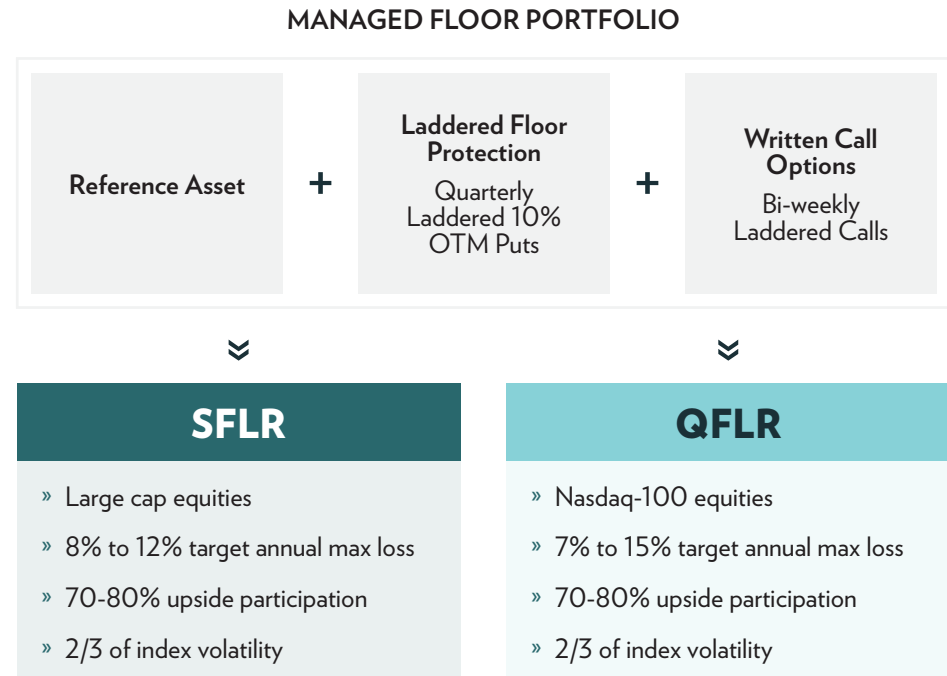 MANAGED FLOOR PORTFOLIO
Reference Asset
+
Laddered Floor
Protection
Quarterly
Laddered 10%
OTM Puts
+
Written Call
Options
Bi-weekly
Laddered Calls
SFLR
» Large cap equities
» 8% to 12% target annual max loss
» 70-80% upside participation
» 2/3 of index volatility
QFLR
» Nasdaq-100 equities
» 7% to 15% target annual max loss
» 70-80% upside participation
» 2/3 of index volatility